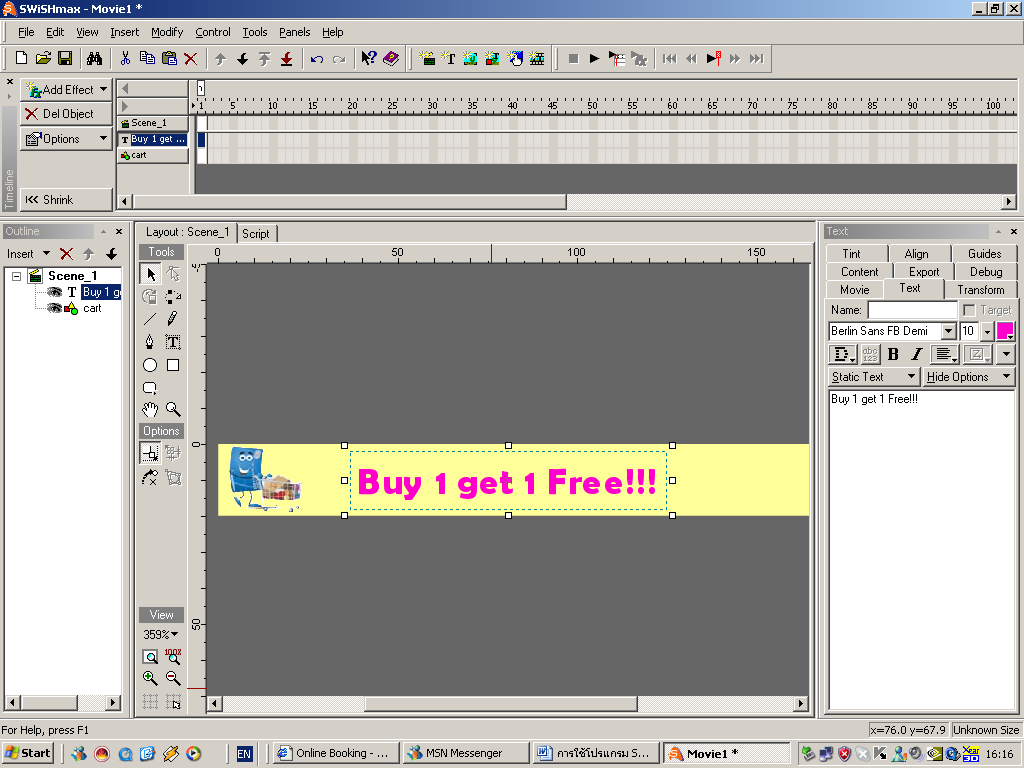 SWiSHmax - Movie1 *
File Edit View Insert Modify Control Tools Panels Help
Add Effect
Del Object
Options
Shrink
Timeline
1 5 10 15 20 25 30 35 40 45 50 55 60 65 70 75 80 85 90 95 100
Scene_1
T Buy 1 get ...
cart
Outline
Insert
Scene_1
T Buy 1 ge
cart
Layout : Scene_1 Script
Tools
Options
View
359%
100%
0 50 100 150
0
50
Buy 1 get 1 Free!!!
Text
Tint Align Guides
Content Export Debug
Movie Text Transform
Name: Target
Berlin Sans FB Demi 10
abc 123 B I
Static Text Hide Options
Buy 1 get 1 Free!!!
For Help, press F1
x=76.0 y=67.9 Unknown Size
Start EN Online Booking - ... MSN Messenger การใช้โปรแกรม S... Movie1 * 16:16